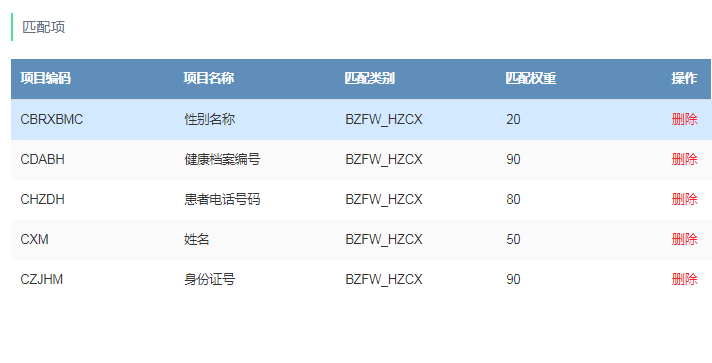 匹配项
项目编码 项目名称 匹配类别 匹配权重 操作
CBRXBMC 性别名称 BZFW_HZCX 20 删除
CDABH 健康档案编号 BZFW_HZCX 90 删除
CHZDH 患者电话号码 BZFW_HZCX 80 删除
CXM 姓名 BZFW_HZCX 50 删除
CZJHM 身份证号 BZFW_HZCX 90 删除